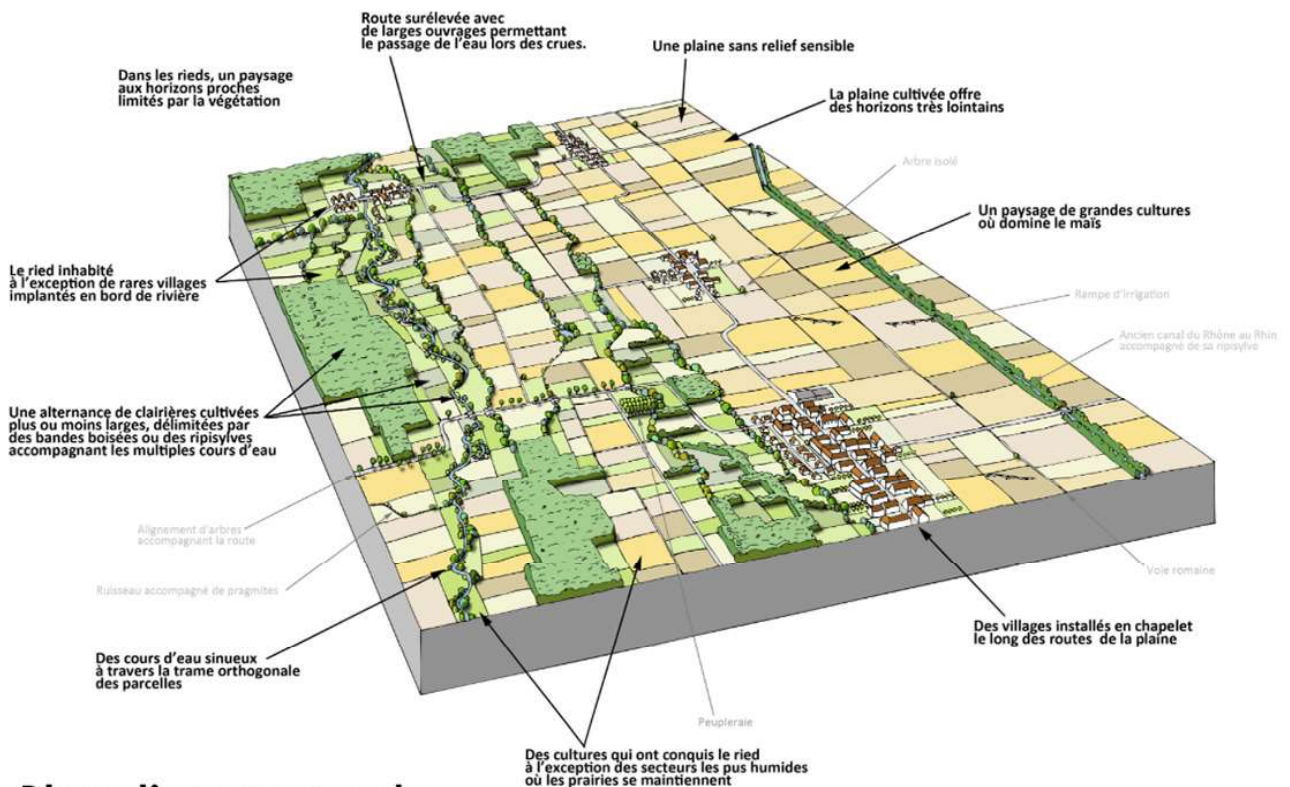 Route surélevée avec
de larges ouvrages permettant
le passage de l'eau lors des crues.
Une plaine sans relief sensible
Dans les rieds, un paysage
aux horizons proches
limités par la végétation
La plaine cultivée offre
des horizons très lointains
Arbre isolé
Un paysage de grandes cultures
où domine le maïs
Le ried inhabité
à l'exception de rares villages
implantés en bord de rivière
Rampe d'irrigation
Ancien canal du Rhône au Rhin
accompagné de sa ripisylve
Une alternance de clairières cultivées
plus ou moins larges, délimitées par
des bandes boisées ou des ripisylves
accompagnant les multiples cours d'eau
Alignement d'arbres
accompagnant la route
Ruisseau accompagné de pragmites
Voie romaine
Des villages installés en chapelet
le long des routes de la plaine
Des cours d'eau sinueux
à travers la trame orthogonale
des parcelles
Peupleraie
Des cultures qui ont conquis le ried
à l'exception des secteurs les pus humides
où les prairies se maintiennent